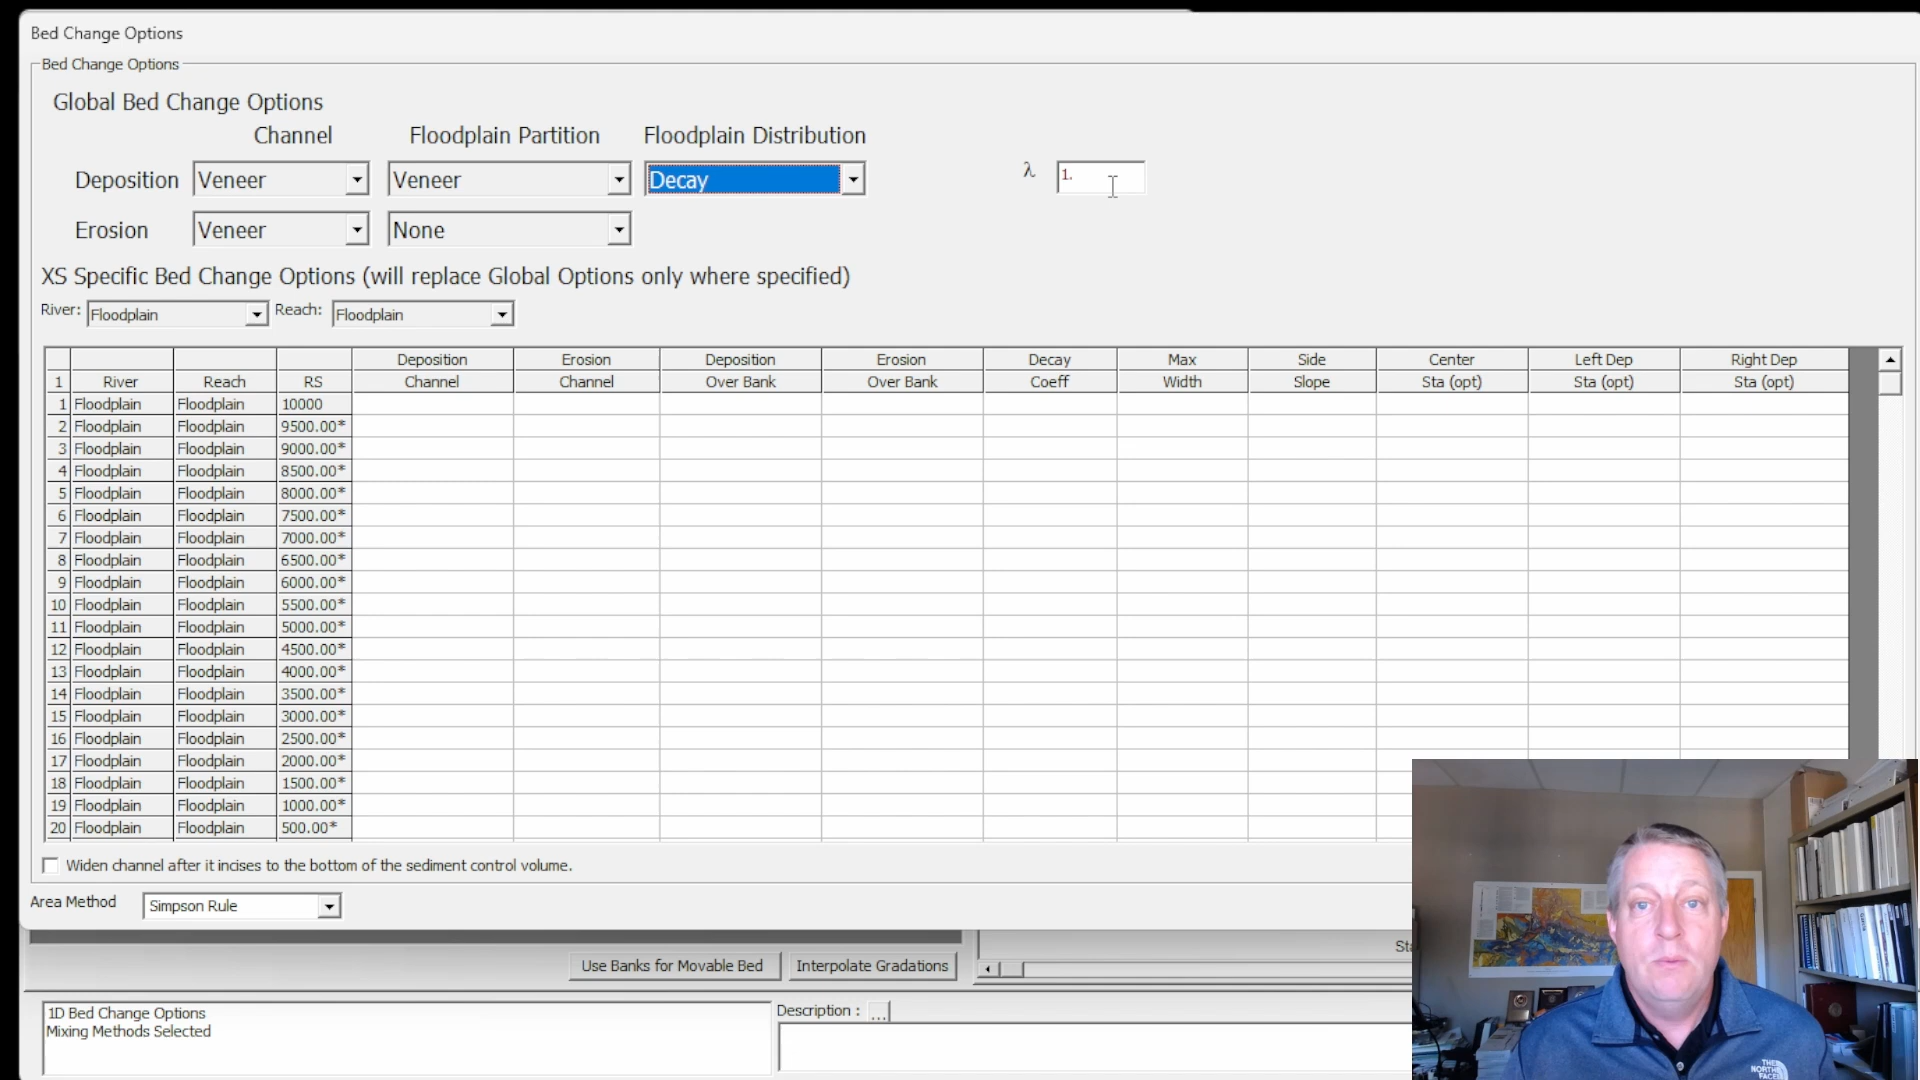 Bed Change Options
Bed Change Options
Global Bed Change Options
Channel Floodplain Partition Floodplain Distribution
Deposition Veneer Veneer Decay λ 1.
Erosion Veneer None
XS Specific Bed Change Options (will replace Global Options only where specified)
River: Floodplain Reach: Floodplain
Deposition Erosion Deposition Erosion Decay Max Side Center Left Dep Right Dep
1 River Reach RS Channel Channel Over Bank Over Bank Coeff Width Slope Sta (opt) Sta (opt) Sta (opt)
1 Floodplain Floodplain 10000
2 Floodplain Floodplain 9500.00*
3 Floodplain Floodplain 9000.00*
4 Floodplain Floodplain 8500.00*
5 Floodplain Floodplain 8000.00*
6 Floodplain Floodplain 7500.00*
7 Floodplain Floodplain 7000.00*
8 Floodplain Floodplain 6500.00*
9 Floodplain Floodplain 6000.00*
10 Floodplain Floodplain 5500.00*
11 Floodplain Floodplain 5000.00*
12 Floodplain Floodplain 4500.00*
13 Floodplain Floodplain 4000.00*
14 Floodplain Floodplain 3500.00*
15 Floodplain Floodplain 3000.00*
16 Floodplain Floodplain 2500.00*
17 Floodplain Floodplain 2000.00*
18 Floodplain Floodplain 1500.00*
19 Floodplain Floodplain 1000.00*
20 Floodplain Floodplain 500.00*
Widen channel after it incises to the bottom of the sediment control volume.
Area Method Simpson Rule
Use Banks for Movable Bed Interpolate Gradations
1D Bed Change Options
Mixing Methods Selected
Description : ...
THE
NORTH
FACE